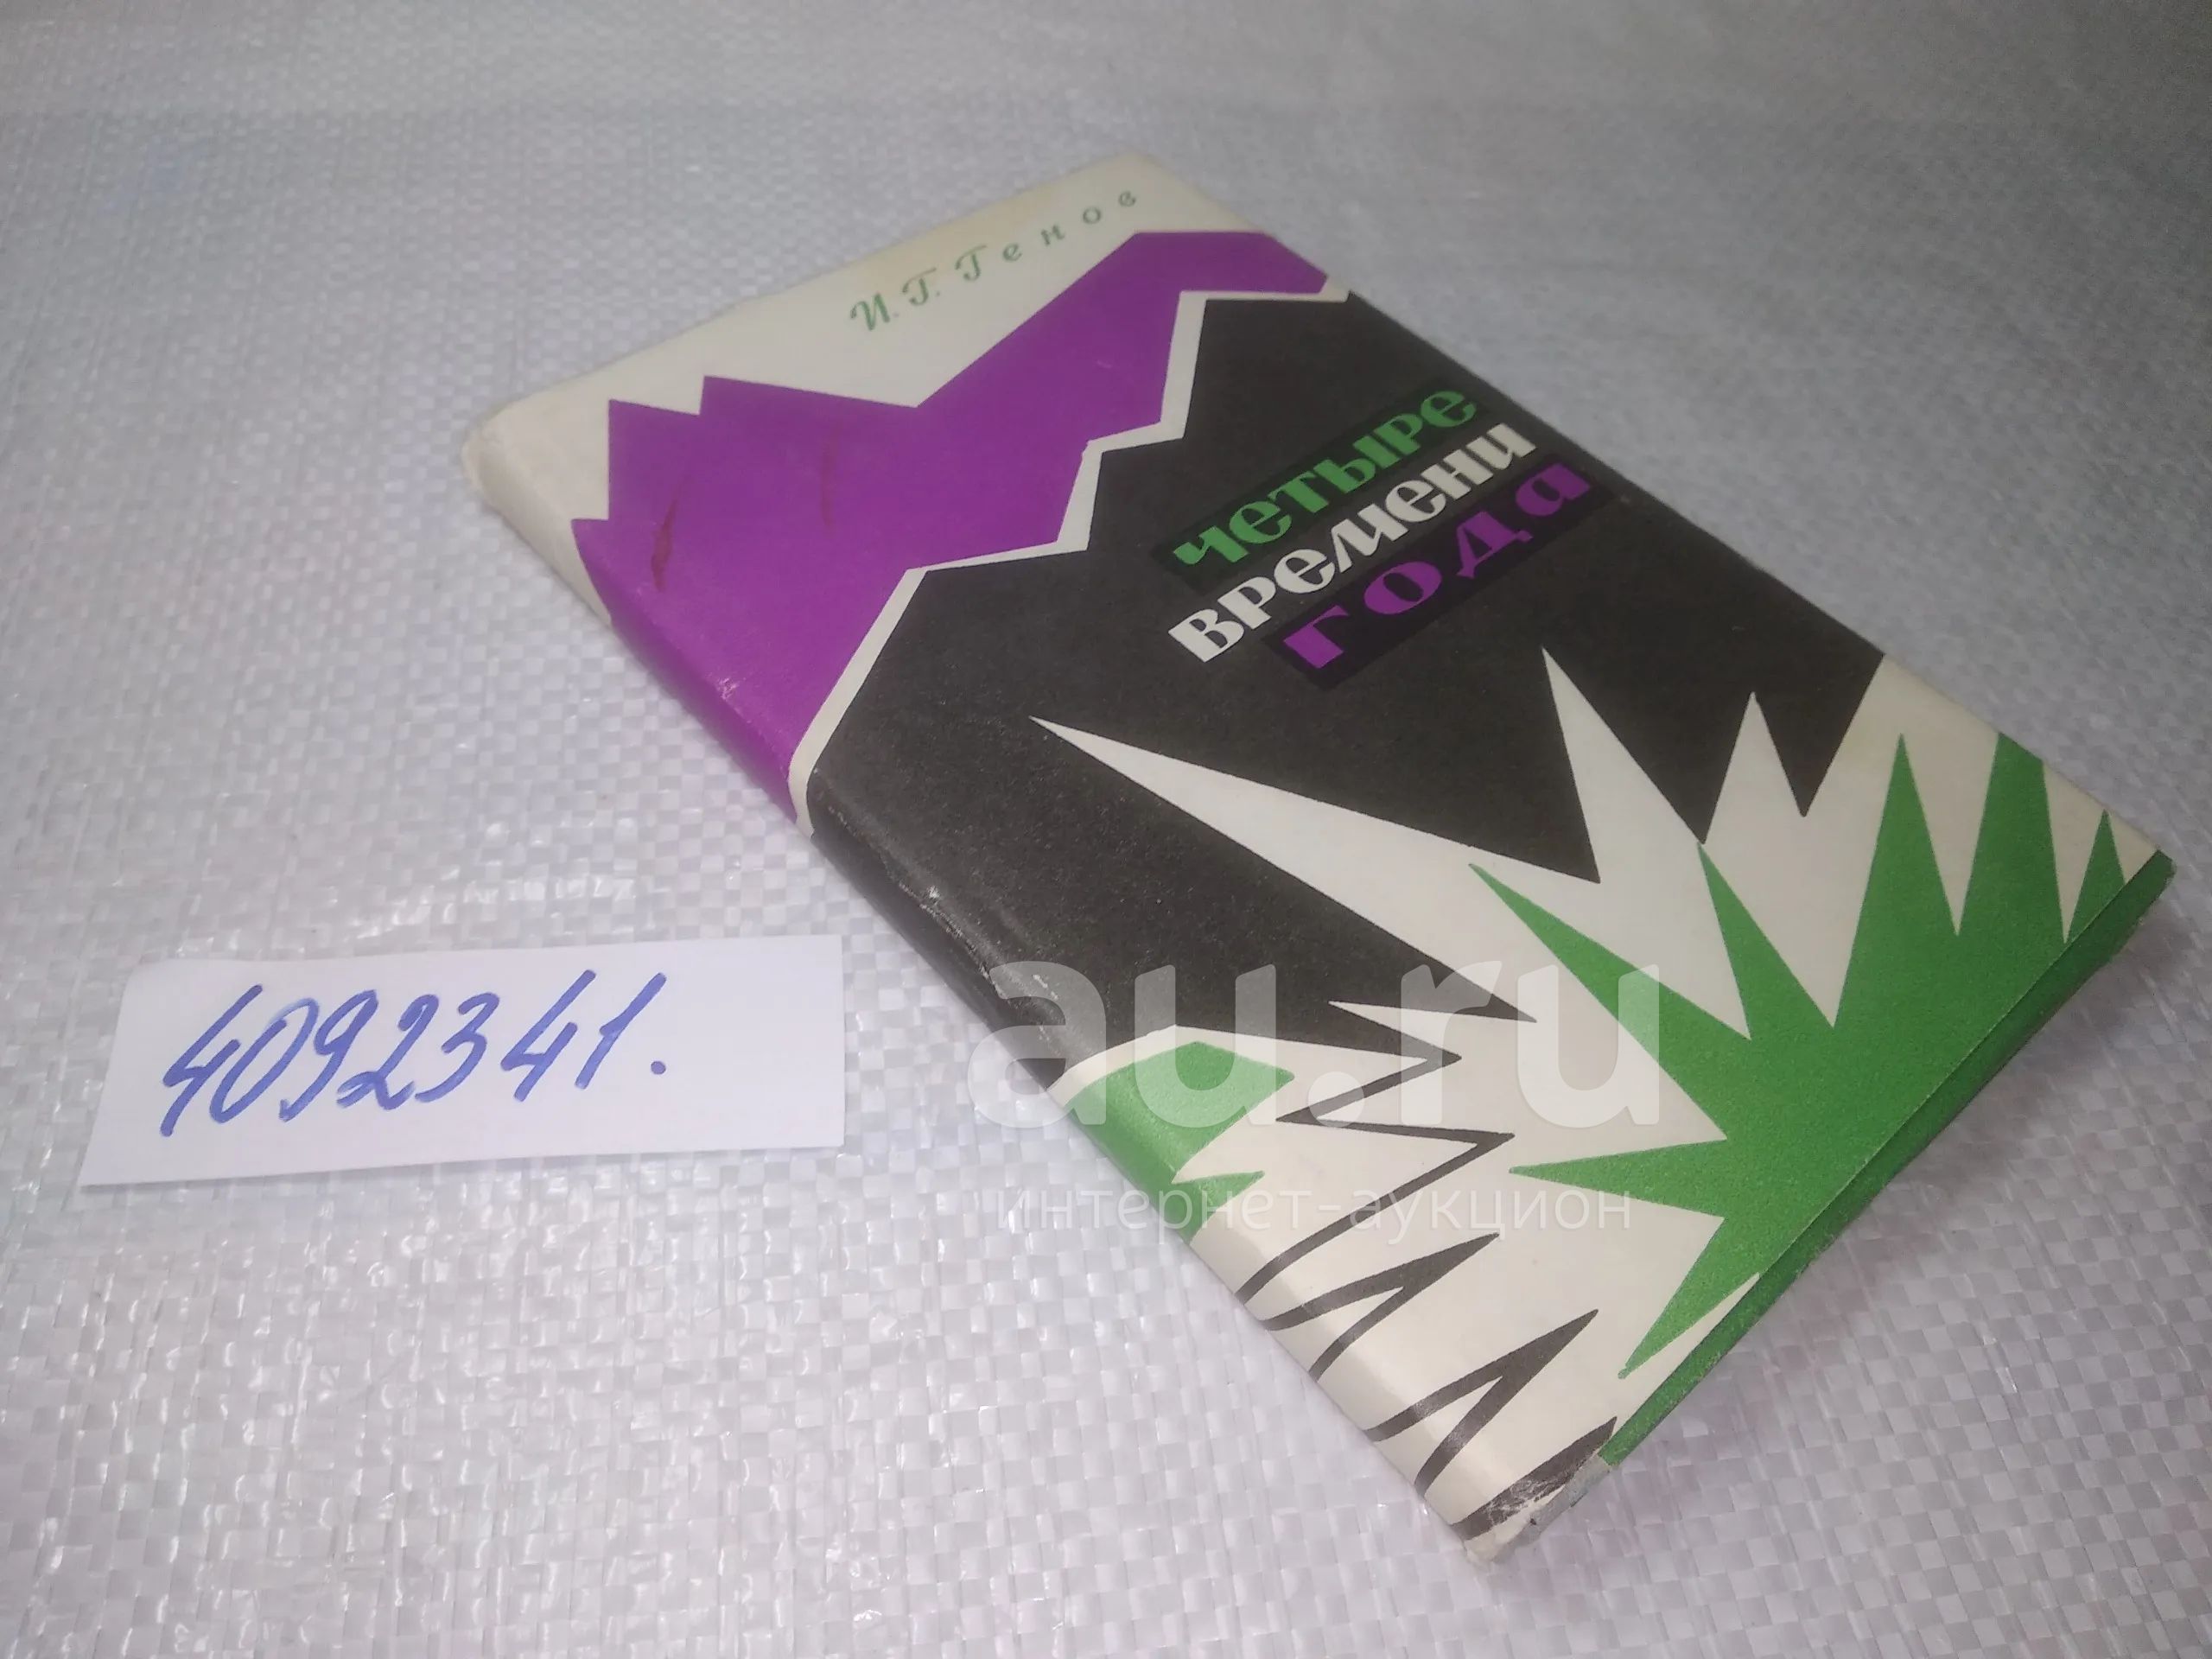 И. Г. Генов
четыре
времени
года
4092341.
au.ru
интернет-аукцион